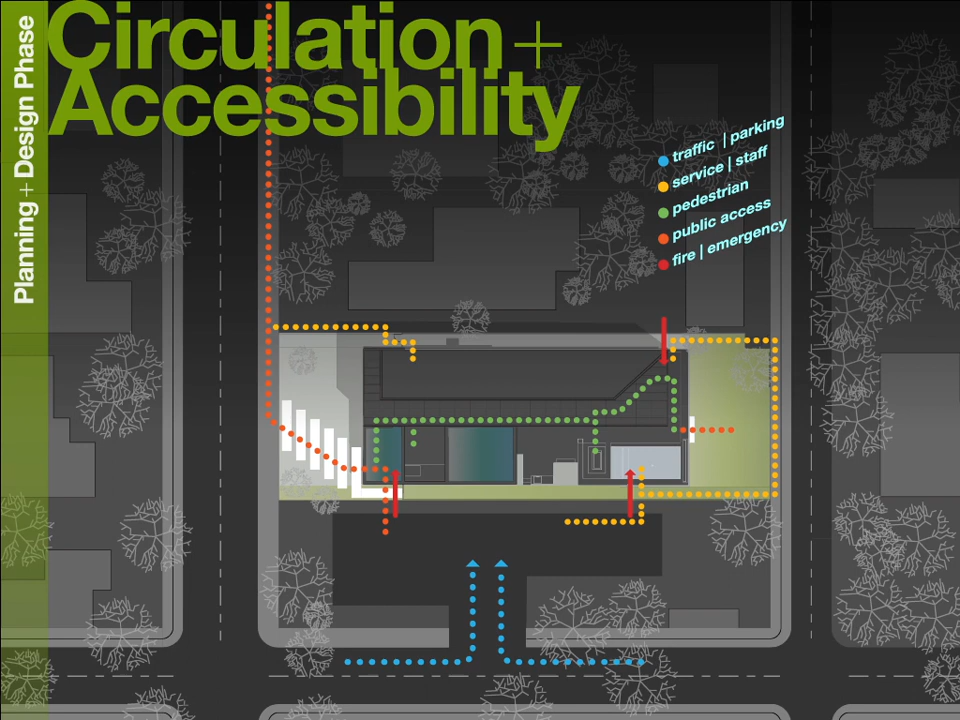 Circulation+
Accessibility
Planning + Design Phase
traffic | parking
service | staff
pedestrian
public access
fire | emergency